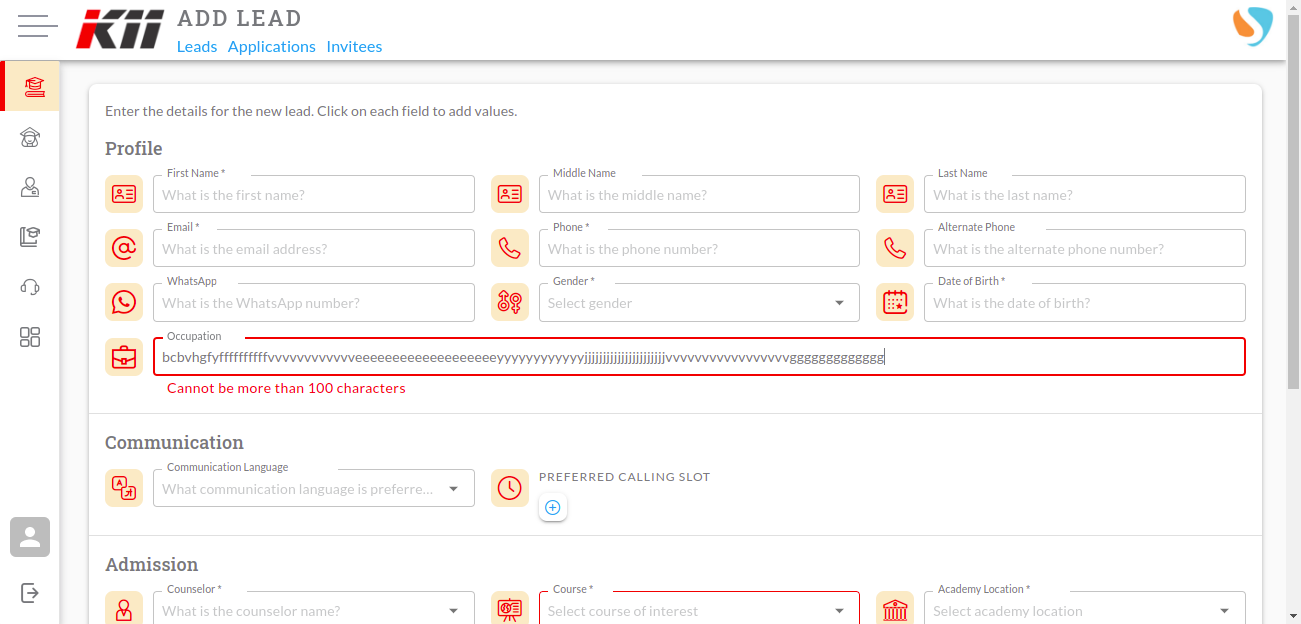 KII
ADD LEAD
Leads Applications Invitees
Enter the details for the new lead. Click on each field to add values.
Profile
First Name *
What is the first name?
Middle Name
What is the middle name?
Last Name
What is the last name?
Email *
What is the email address?
Phone *
What is the phone number?
Alternate Phone
What is the alternate phone number?
WhatsApp
What is the WhatsApp number?
Gender *
Select gender
Date of Birth *
What is the date of birth?
Occupation
Cannot be more than 100 characters
Communication
Communication Language
What communication language is preferre...
PREFERRED CALLING SLOT
Admission
Counselor *
What is the counselor name?
Course *
Select course of interest
Academy Location *
Select academy location